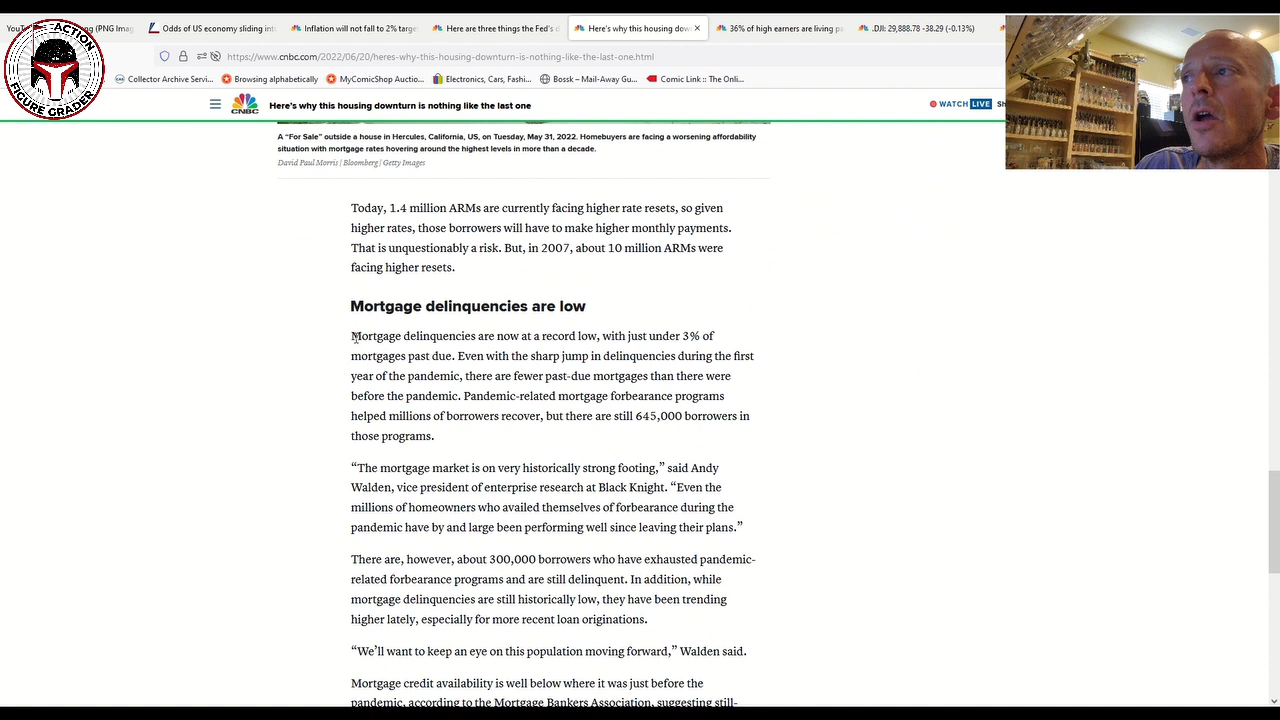 YouT
g (PNG Imag
Odds of US economy sliding int
Inflation will not fall to 2% targe
Here are three things the Fed's d
Here's why this housing dow
36% of high earners are living pa
.DJI: 29,888.78 -38.29 (-0.13%)
RE-ACTION
FIGURE GRADER
https://www.cnbc.com/2022/06/20/heres-why-this-housing-downturn-is-nothing-like-the-last-one.html
Collector Archive Servi...
Browsing alphabetically
MyComicShop Auctio...
Electronics, Cars, Fashi...
Bossk – Mail-Away Gu...
Comic Link :: The Onli...
CNBC
Here's why this housing downturn is nothing like the last one
WATCH LIVE
A “For Sale” outside a house in Hercules, California, US, on Tuesday, May 31, 2022. Homebuyers are facing a worsening affordability
situation with mortgage rates hovering around the highest levels in more than a decade.
David Paul Morris | Bloomberg | Getty Images
Today, 1.4 million ARMs are currently facing higher rate resets, so given
higher rates, those borrowers will have to make higher monthly payments.
That is unquestionably a risk. But, in 2007, about 10 million ARMs were
facing higher resets.
Mortgage delinquencies are low
Mortgage delinquencies are now at a record low, with just under 3% of
mortgages past due. Even with the sharp jump in delinquencies during the first
year of the pandemic, there are fewer past-due mortgages than there were
before the pandemic. Pandemic-related mortgage forbearance programs
helped millions of borrowers recover, but there are still 645,000 borrowers in
those programs.
“The mortgage market is on very historically strong footing,” said Andy
Walden, vice president of enterprise research at Black Knight. “Even the
millions of homeowners who availed themselves of forbearance during the
pandemic have by and large been performing well since leaving their plans.”
There are, however, about 300,000 borrowers who have exhausted pandemic-
related forbearance programs and are still delinquent. In addition, while
mortgage delinquencies are still historically low, they have been trending
higher lately, especially for more recent loan originations.
“We’ll want to keep an eye on this population moving forward,” Walden said.
Mortgage credit availability is well below where it was just before the
pandemic, according to the Mortgage Bankers Association, suggesting still-